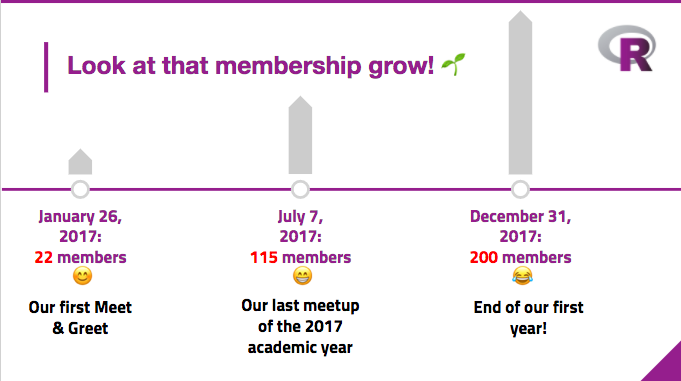 Look at that membership grow! 🌱
R
January 26,
2017:
22 members
😊
Our first Meet
& Greet
July 7,
2017:
115 members
😁
Our last meetup
of the 2017
academic year
December 31,
2017:
200 members
😂
End of our first
year!